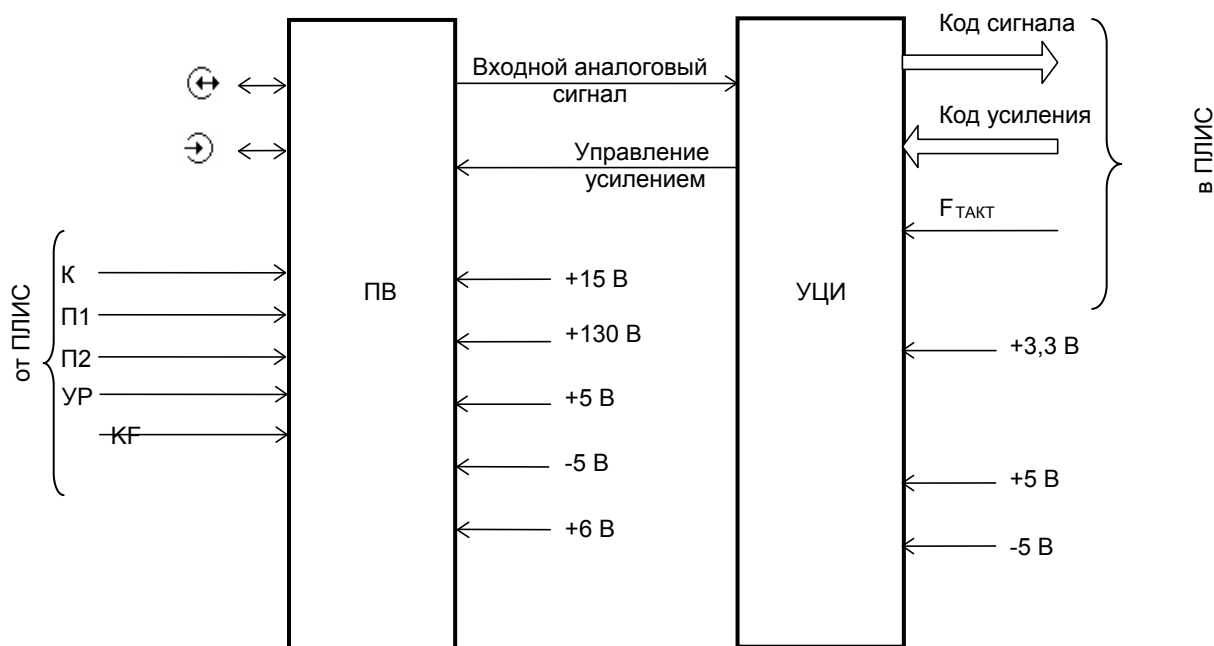 Код сигнала
Входной аналоговый
сигнал
Код усиления
Управление
усилением
FТАКТ
в ПЛИС
от ПЛИС
К
П1
П2
УР
KF
ПВ
+15 В
+130 В
+5 В
-5 В
+6 В
УЦИ
+3,3 В
+5 В
-5 В